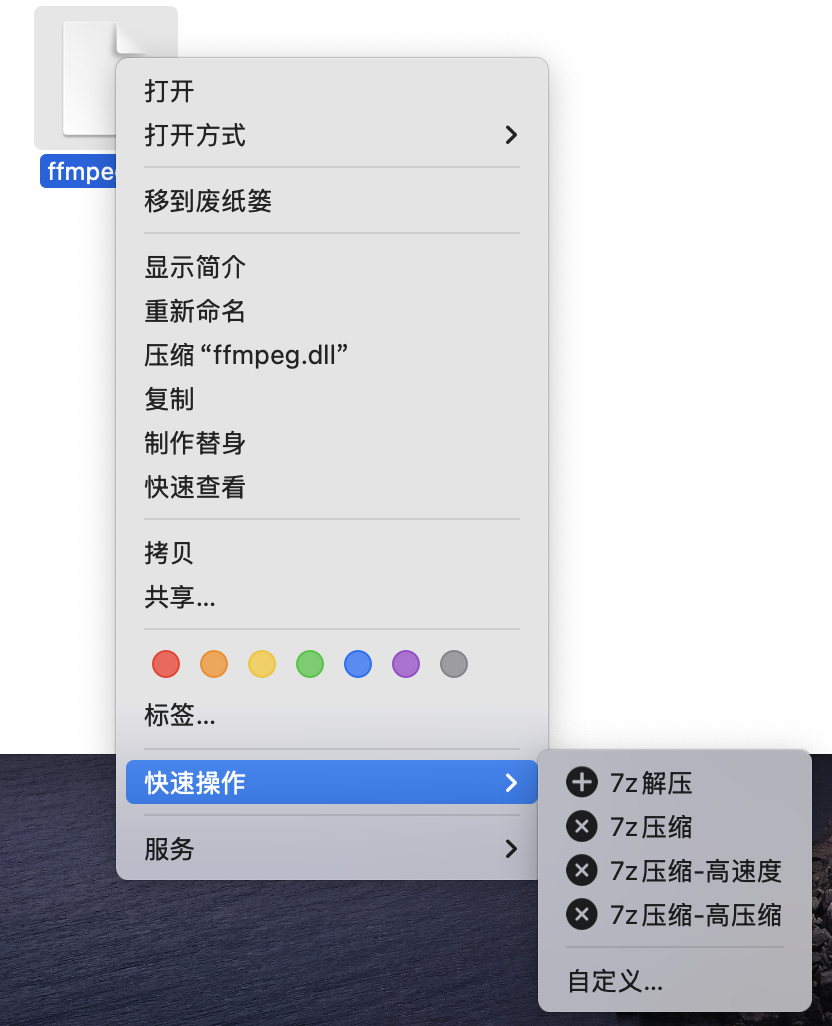 打开
打开方式
ffmpe
移到废纸篓
显示简介
重新命名
压缩 “ffmpeg.dll”
复制
制作替身
快速查看
拷贝
共享...
标签...
快速操作
服务
7z解压
7z压缩
7z压缩-高速度
7z压缩-高压缩
自定义...